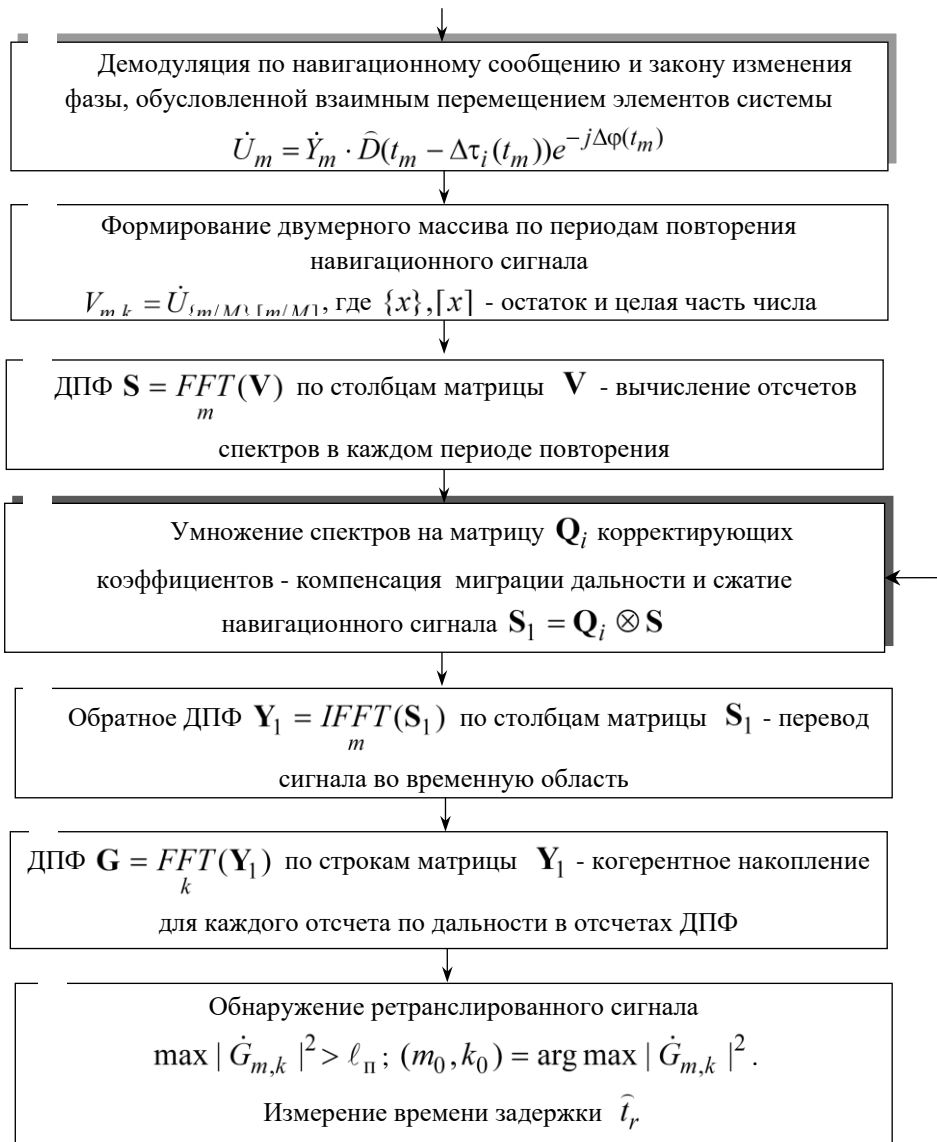 Демодуляция по навигационному сообщению и закону изменения
фазы, обусловленной взаимным перемещением элементов системы
U̇_m = Ẏ_m · D̂(t_m − Δτ_i(t_m))e^{−jΔφ(t_m)}
Формирование двумерного массива по периодам повторения
навигационного сигнала
V_{m,k} = U̇_{{m/M},[m/M]}, где {x},[x] - остаток и целая часть числа
ДПФ S = FFT_m(V) по столбцам матрицы V - вычисление отсчетов
спектров в каждом периоде повторения
Умножение спектров на матрицу Q_i корректирующих
коэффициентов - компенсация миграции дальности и сжатие
навигационного сигнала S_1 = Q_i ⊗ S
Обратное ДПФ Y_1 = IFFT_m(S_1) по столбцам матрицы S_1 - перевод
сигнала во временную область
ДПФ G = FFT_k(Y_1) по строкам матрицы Y_1 - когерентное накопление
для каждого отсчета по дальности в отсчетах ДПФ
Обнаружение ретранслированного сигнала
max | Ġ_{m,k} |^2 > ℓ_п ; (m_0, k_0) = arg max | Ġ_{m,k} |^2 .
Измерение времени задержки t̂_r